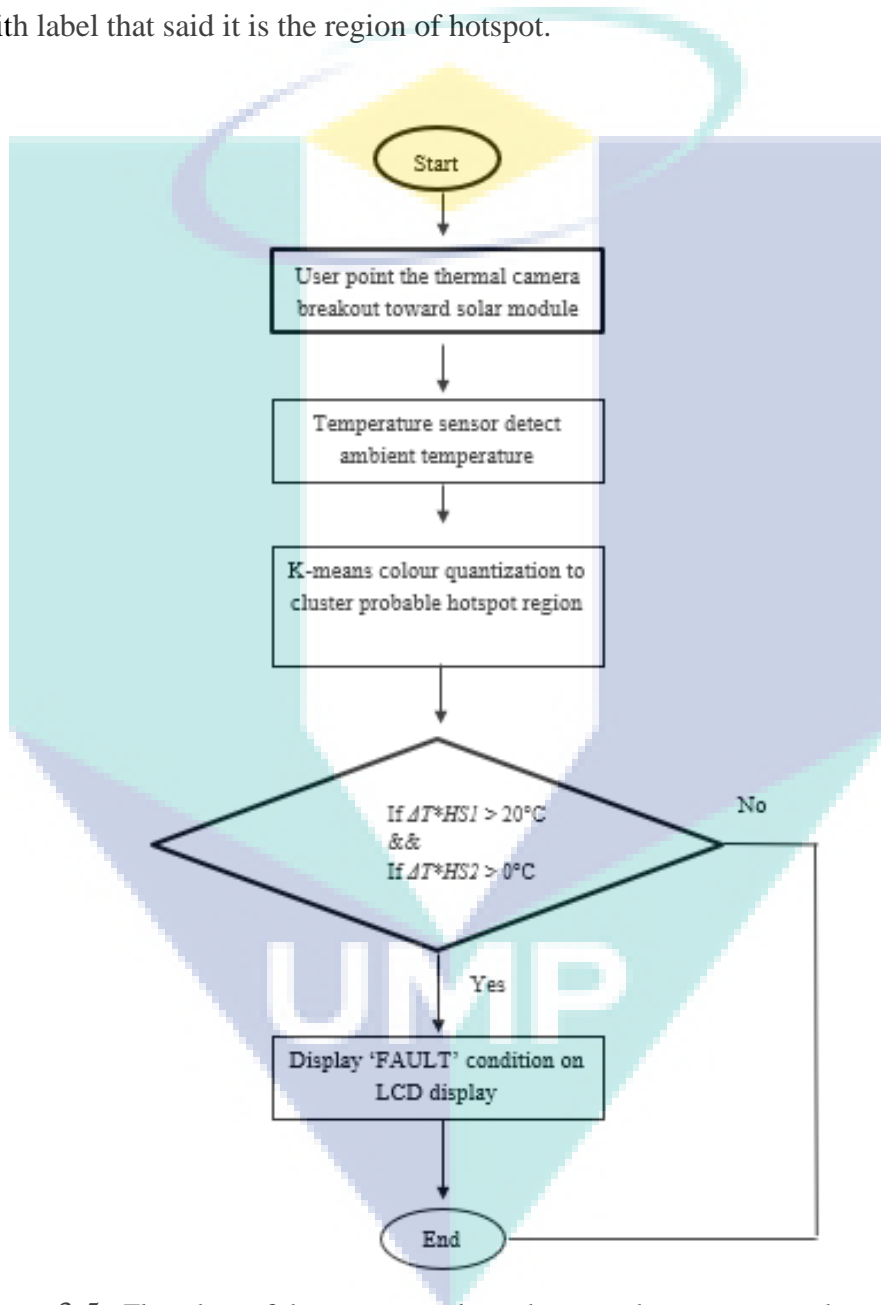 ith label that said it is the region of hotspot.
Start
User point the thermal camera
breakout toward solar module
Temperature sensor detect
ambient temperature
K-means colour quantization to
cluster probable hotspot region
If ΔT*HS1 > 20°C
&&
If ΔT*HS2 > 0°C
No
UMP
Yes
Display ‘FAULT’ condition on
LCD display
End